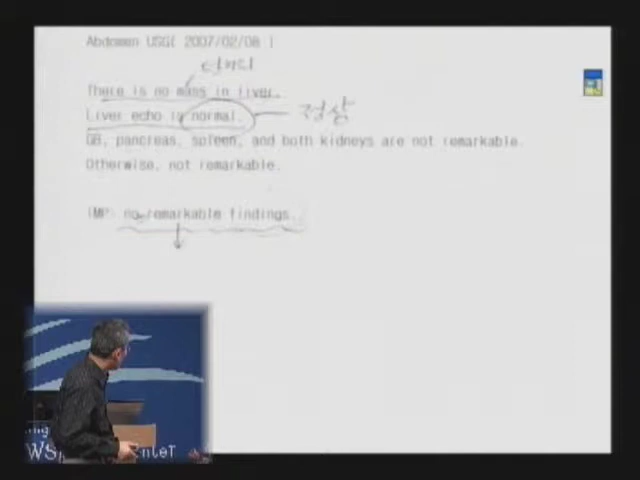 Abdomen USG( 2007/02/08 )
There is no mass in liver.
Liver echo is normal.
정상
GB, pancreas, spleen, and both kidneys are not remarkable.
Otherwise, not remarkable.
IMP) no remarkable findings.